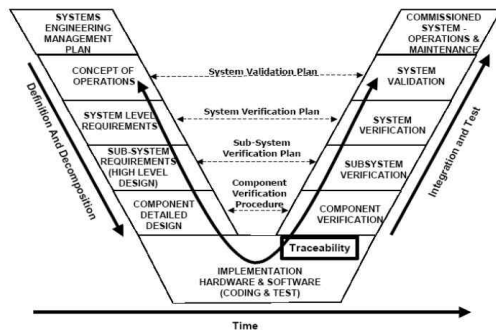 SYSTEMS
ENGINEERING
MANAGEMENT
PLAN
COMMISSIONED
SYSTEM -
OPERATIONS &
MAINTENANCE
CONCEPT OF
OPERATIONS
System Validation Plan
SYSTEM
VALIDATION
SYSTEM LEVEL
REQUIREMENTS
System Verification Plan
SYSTEM
VERIFICATION
SUB-SYSTEM
REQUIREMENTS
(HIGH LEVEL
DESIGN)
Sub-System
Verification Plan
SUBSYSTEM
VERIFICATION
COMPONENT
DETAILED
DESIGN
Component
Verification
Procedure
COMPONENT
VERIFICATION
Definition And Decomposition
Integration and Test
Traceability
IMPLEMENTATION
HARDWARE & SOFTWARE
(CODING & TEST)
Time